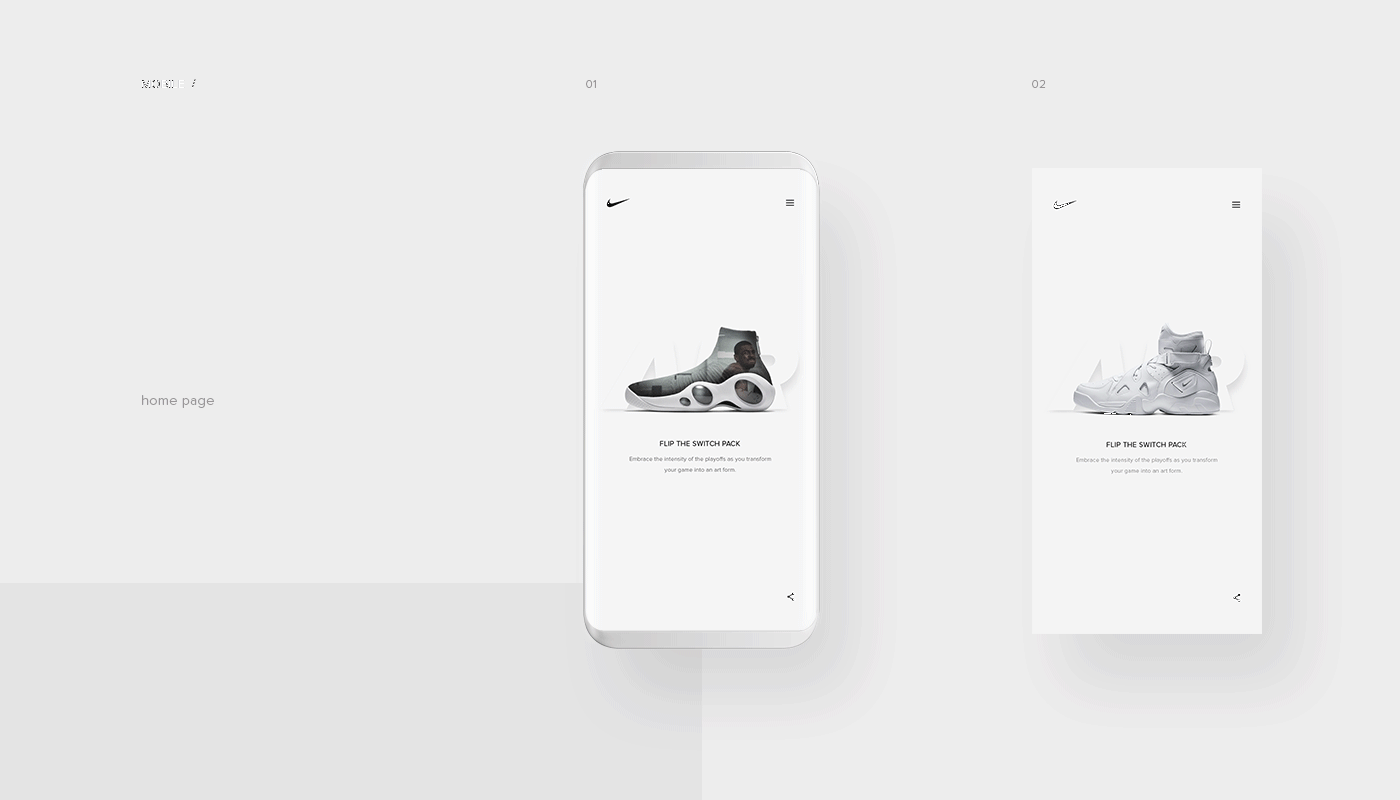 01
02
home page
FLIP THE SWITCH PACK
Embrace the intensity of the playoffs as you transform
your game into an art form.
FLIP THE SWITCH PACK
Embrace the intensity of the playoffs as you transform
your game into an art form.